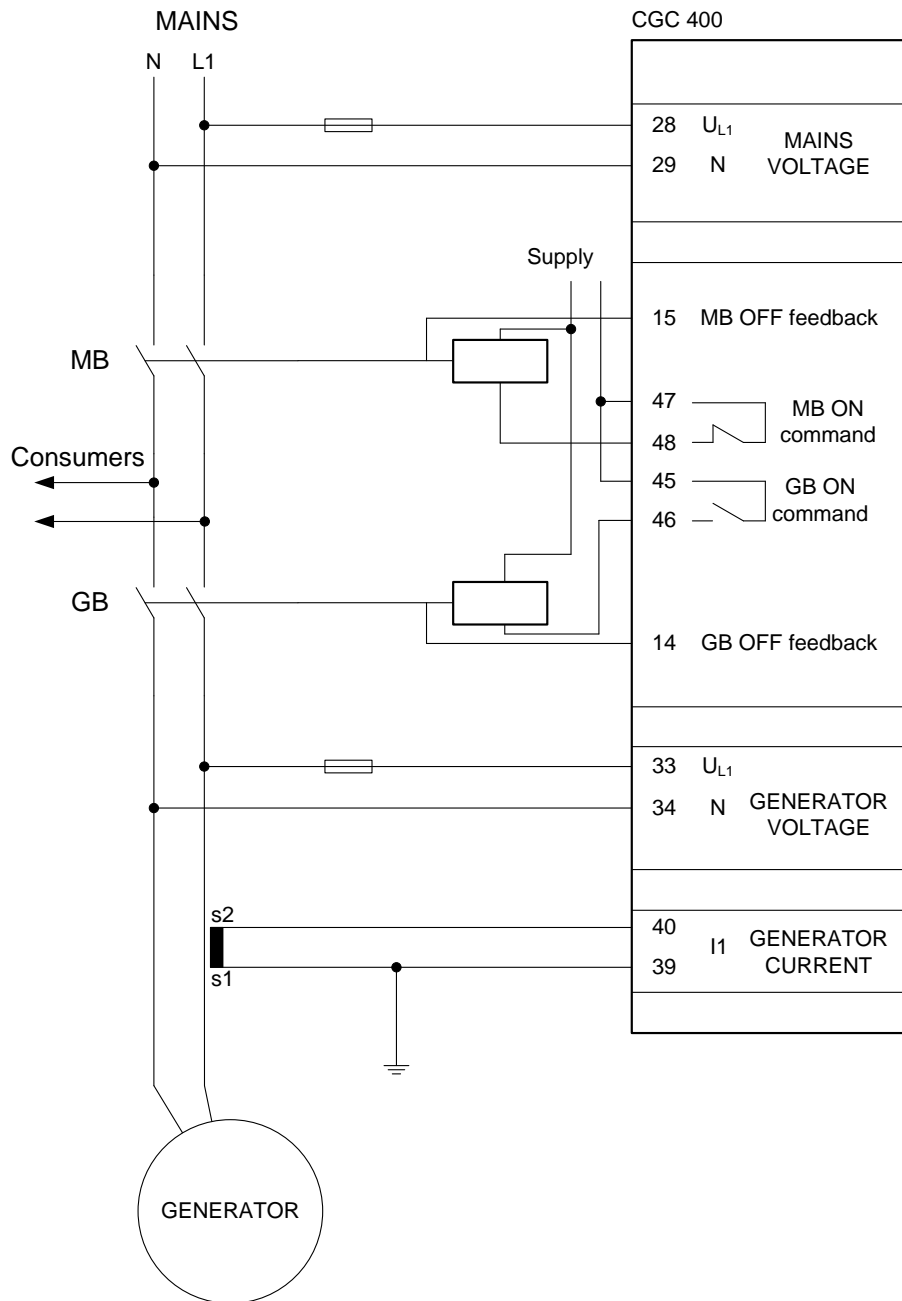 MAINS
CGC 400
N L1
28 UL1
MAINS
VOLTAGE
29 N
Supply
15 MB OFF feedback
MB
47
MB ON
command
48
Consumers
45
GB ON
command
46
GB
14 GB OFF feedback
33 UL1
34 N
GENERATOR
VOLTAGE
s2
40
I1
GENERATOR
CURRENT
39
s1
GENERATOR